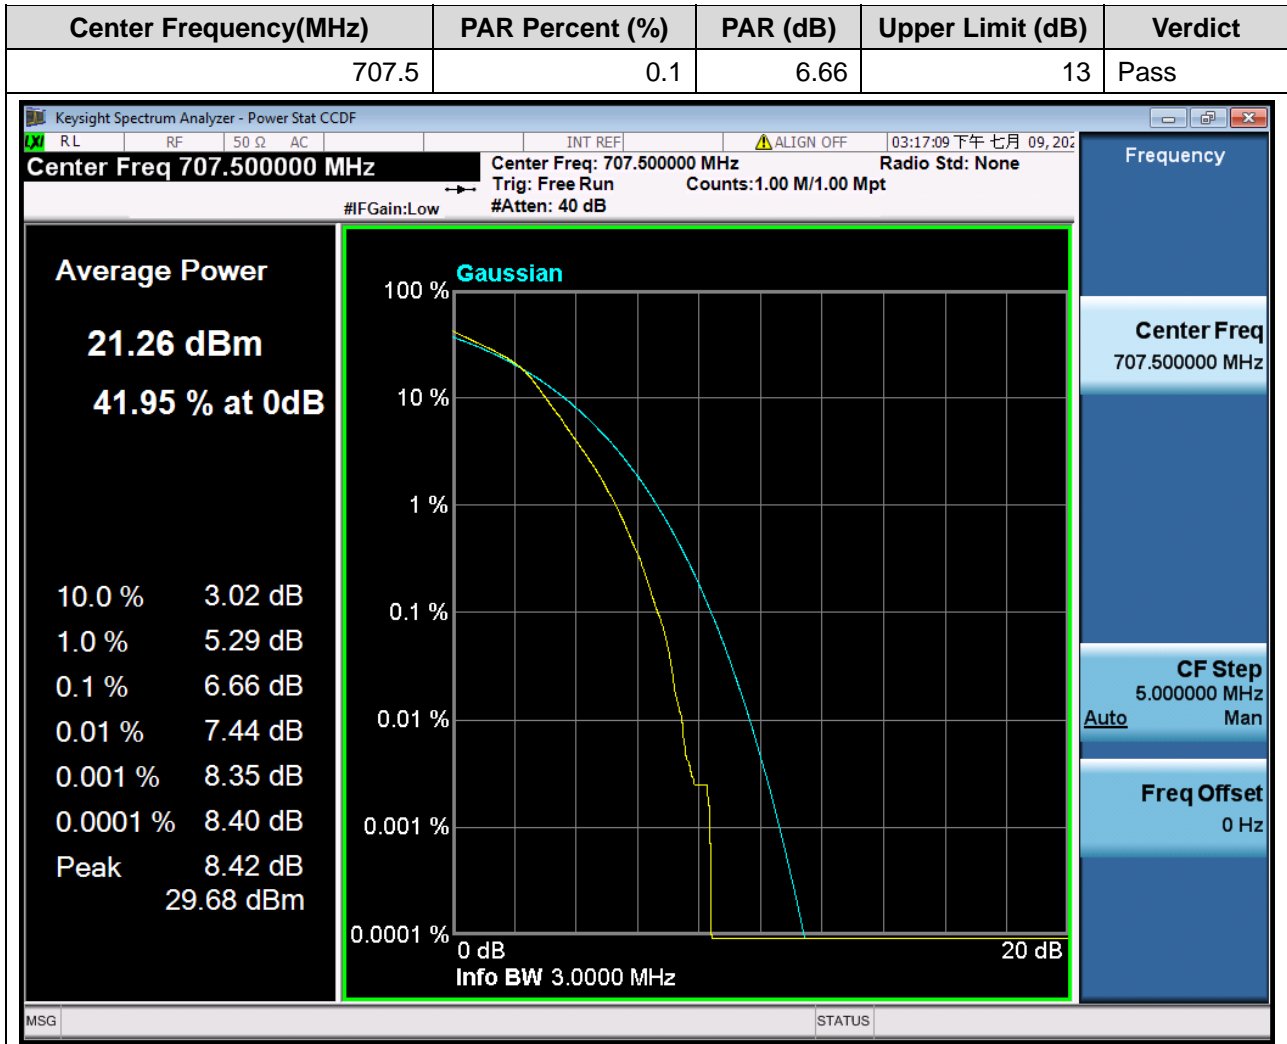 Center Frequency(MHz) PAR Percent (%) PAR (dB) Upper Limit (dB) Verdict
707.5 0.1 6.66 13 Pass
Keysight Spectrum Analyzer - Power Stat CCDF
LXI RL RF 50 Ω AC INT REF ALIGN OFF 03:17:09 下午 七月 09, 202
Center Freq 707.500000 MHz
Center Freq: 707.500000 MHz Radio Std: None
Trig: Free Run Counts:1.00 M/1.00 Mpt
#IFGain:Low #Atten: 40 dB
Average Power
21.26 dBm
41.95 % at 0dB
10.0 % 3.02 dB
1.0 % 5.29 dB
0.1 % 6.66 dB
0.01 % 7.44 dB
0.001 % 8.35 dB
0.0001 % 8.40 dB
Peak 8.42 dB
29.68 dBm
Gaussian
100 %
10 %
1 %
0.1 %
0.01 %
0.001 %
0.0001 %
0 dB 20 dB
Info BW 3.0000 MHz
Frequency
Center Freq
707.500000 MHz
CF Step
5.000000 MHz
Auto Man
Freq Offset
0 Hz
MSG STATUS